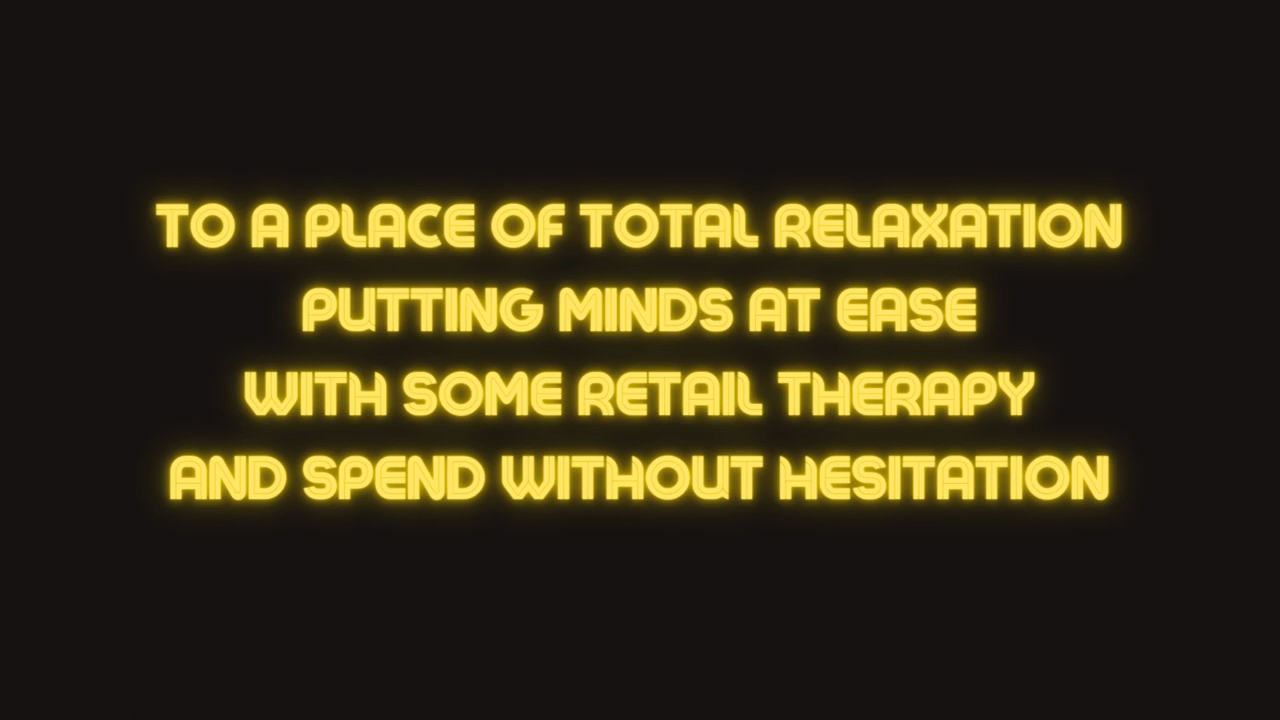 TO A PLACE OF TOTAL RELAXATION
PUTTING MINDS AT EASE
WITH SOME RETAIL THERAPY
AND SPEND WITHOUT HESITATION